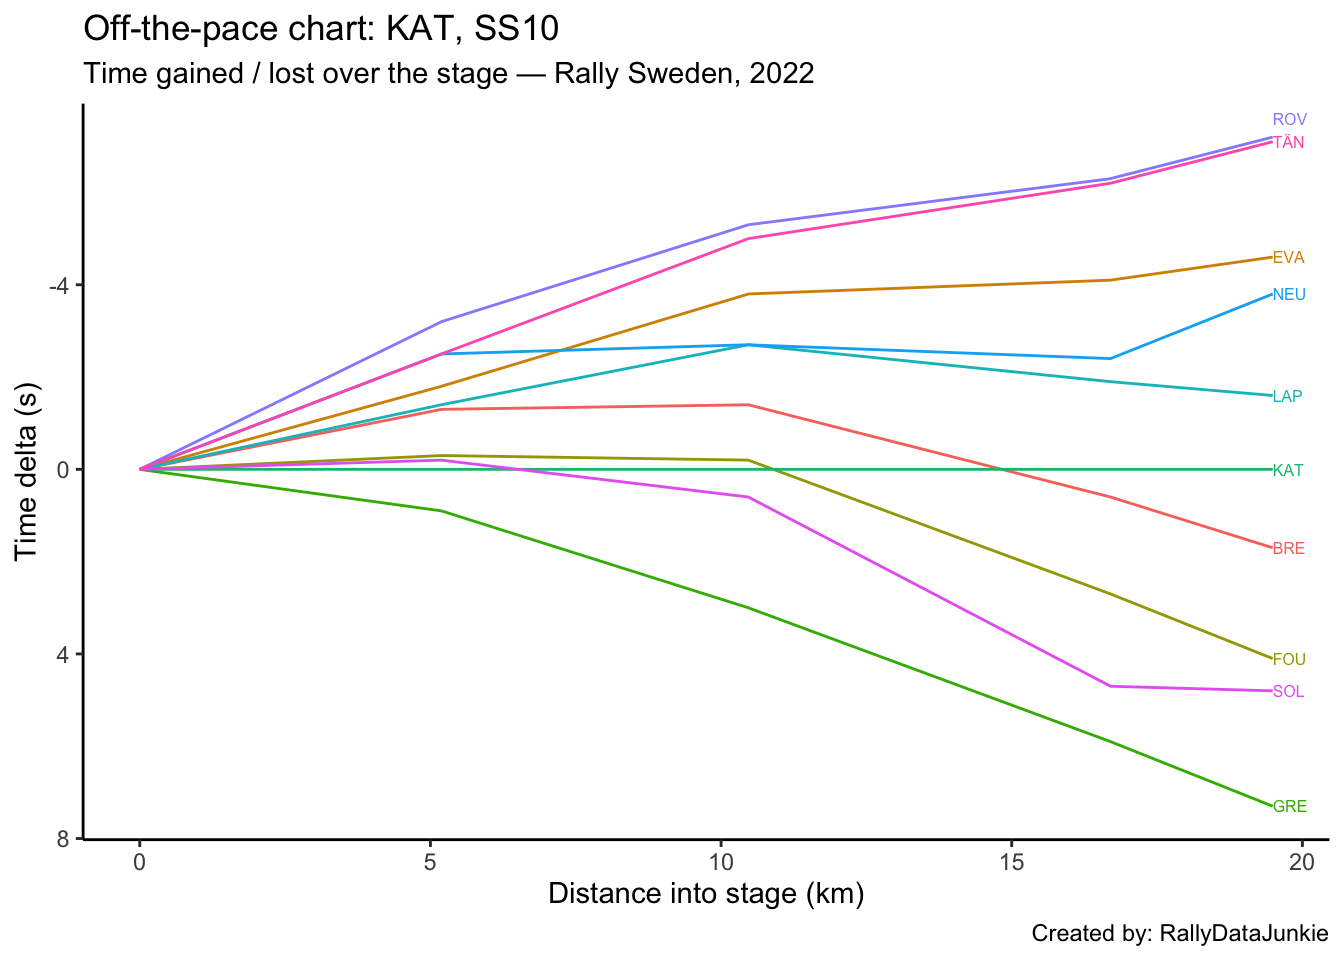 Off-the-pace chart: KAT, SS10
Time gained / lost over the stage — Rally Sweden, 2022
ROV
TÄN
EVA
NEU
LAP
KAT
BRE
FOU
SOL
GRE
Time delta (s)
-4
0
4
8
0 5 10 15 20
Distance into stage (km)
Created by: RallyDataJunkie